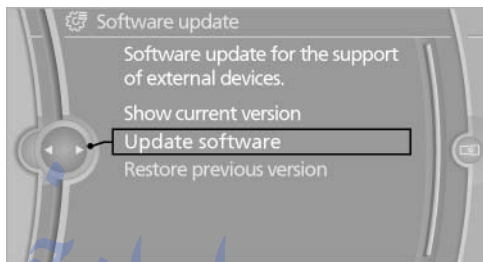 Software update
Software update for the support
of external devices.
Show current version
Update software
Restore previous version